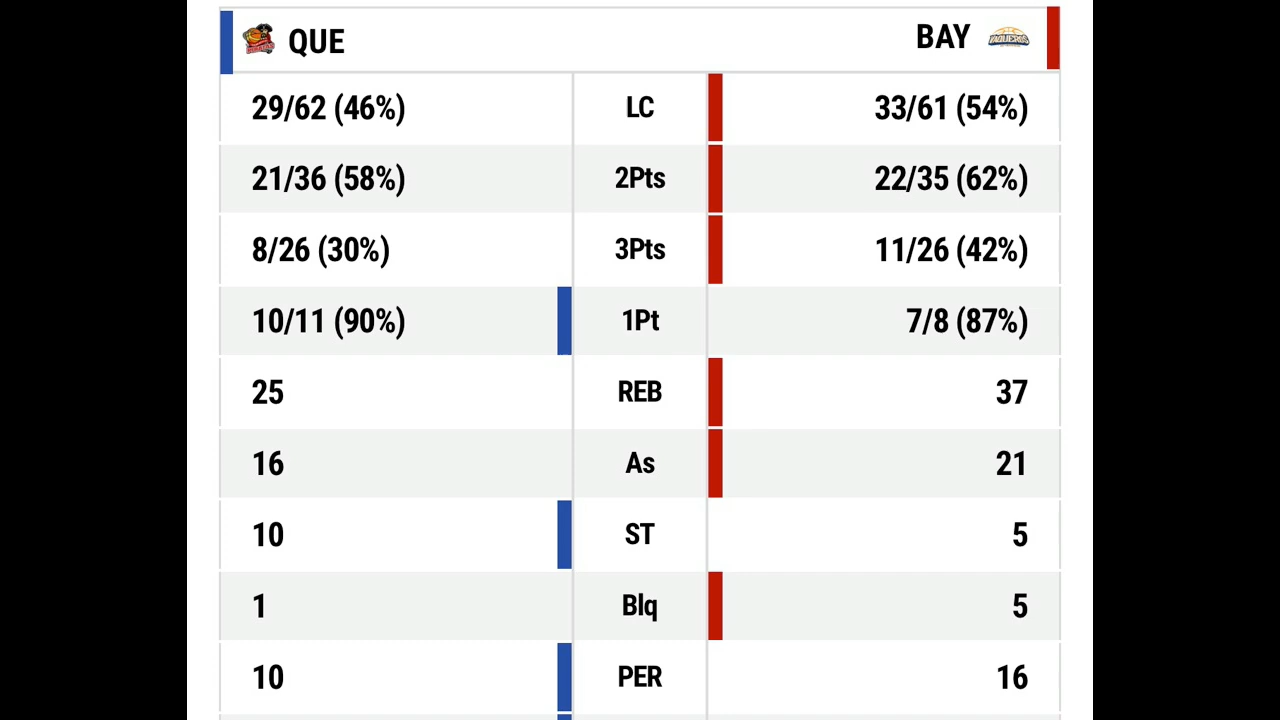 QUE BAY VAQUEROS
29/62 (46%) LC 33/61 (54%)
21/36 (58%) 2Pts 22/35 (62%)
8/26 (30%) 3Pts 11/26 (42%)
10/11 (90%) 1Pt 7/8 (87%)
25 REB 37
16 As 21
10 ST 5
1 Blq 5
10 PER 16